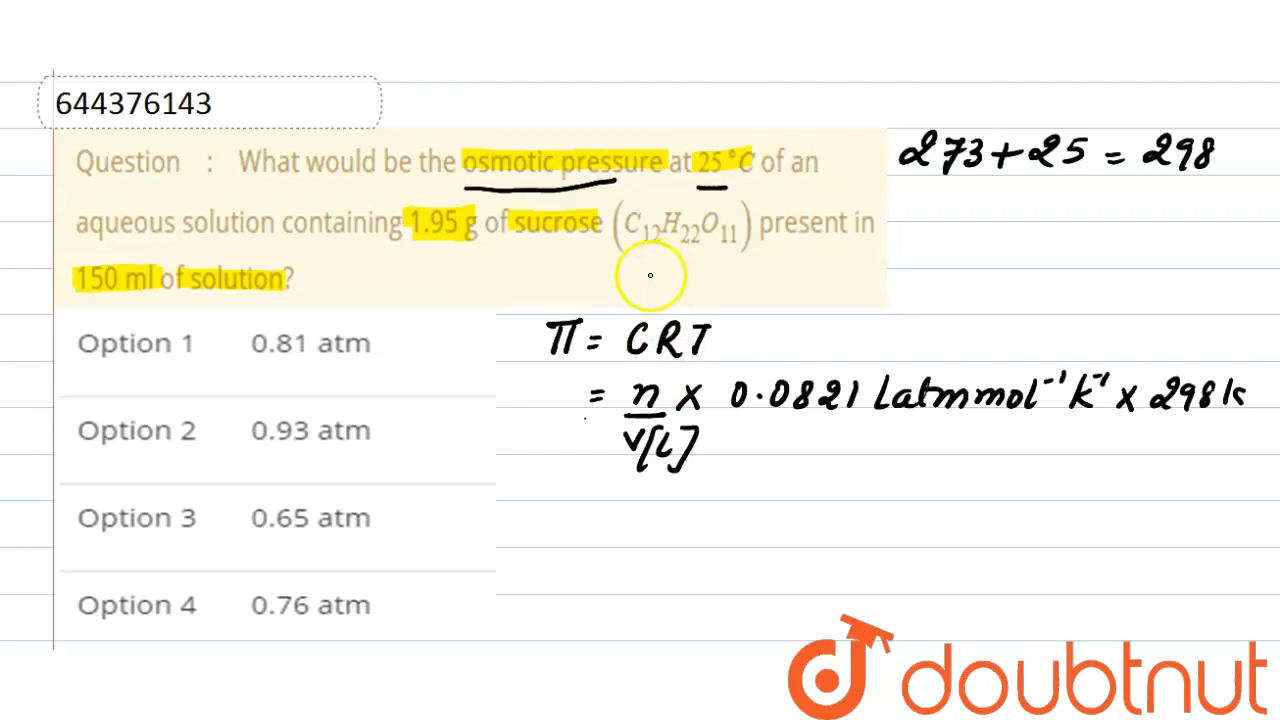 644376143
Question : What would be the osmotic pressure at 25°C of an
aqueous solution containing 1.95 g of sucrose (C₁₂H₂₂O₁₁) present in
150 ml of solution?
273+25 = 298
Option 1 0.81 atm
Option 2 0.93 atm
Option 3 0.65 atm
Option 4 0.76 atm
π = CRT
= n/V[L] × 0.0821 Latm mol⁻¹ k⁻¹ × 298 k
doubtnut